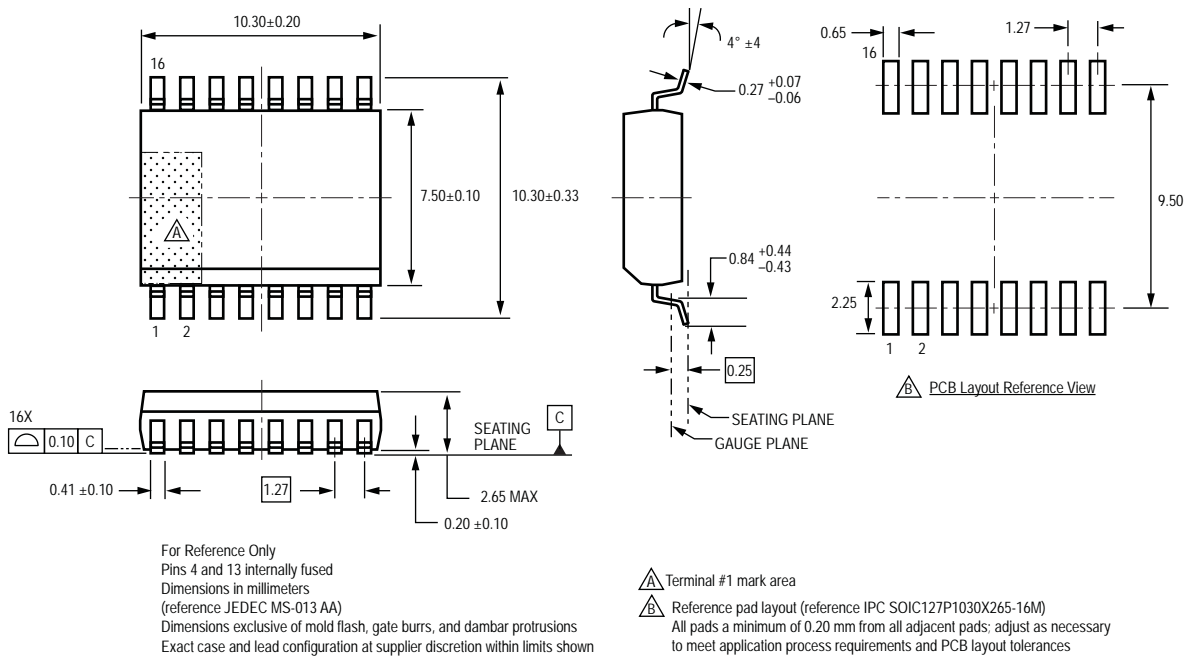 10.30±0.20
16
7.50±0.10
10.30±0.33
A
1 2
4° ±4
0.27 +0.07 –0.06
0.84 +0.44 –0.43
0.25
SEATING PLANE
GAUGE PLANE
0.65
16
1.27
9.50
2.25
1 2
B PCB Layout Reference View
16X
0.10 C
SEATING
PLANE
C
0.41 ±0.10
1.27
2.65 MAX
0.20 ±0.10
For Reference Only
Pins 4 and 13 internally fused
Dimensions in millimeters
(reference JEDEC MS-013 AA)
Dimensions exclusive of mold flash, gate burrs, and dambar protrusions
Exact case and lead configuration at supplier discretion within limits shown
A Terminal #1 mark area
B Reference pad layout (reference IPC SOIC127P1030X265-16M)
All pads a minimum of 0.20 mm from all adjacent pads; adjust as necessary
to meet application process requirements and PCB layout tolerances